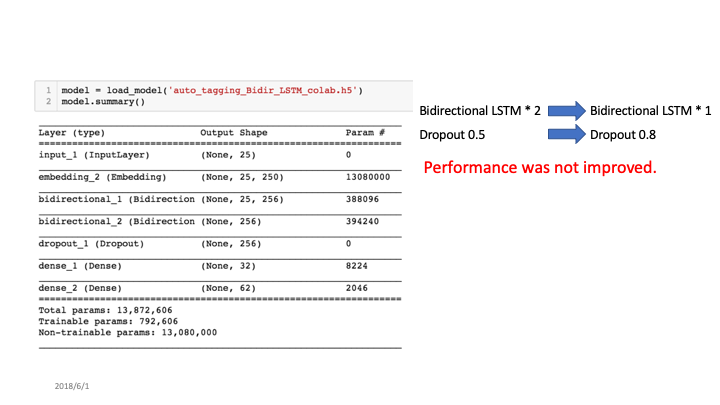 1 model = load_model('auto_tagging_Bidir_LSTM_colab.h5')
2 model.summary()
Layer (type) Output Shape Param #
input_1 (InputLayer) (None, 25) 0
embedding_2 (Embedding) (None, 25, 250) 13080000
bidirectional_1 (Bidirection (None, 25, 256) 388096
bidirectional_2 (Bidirection (None, 256) 394240
dropout_1 (Dropout) (None, 256) 0
dense_1 (Dense) (None, 32) 8224
dense_2 (Dense) (None, 62) 2046
Total params: 13,872,606
Trainable params: 792,606
Non-trainable params: 13,080,000
Bidirectional LSTM * 2 Bidirectional LSTM * 1
Dropout 0.5 Dropout 0.8
Performance was not improved.
2018/6/1